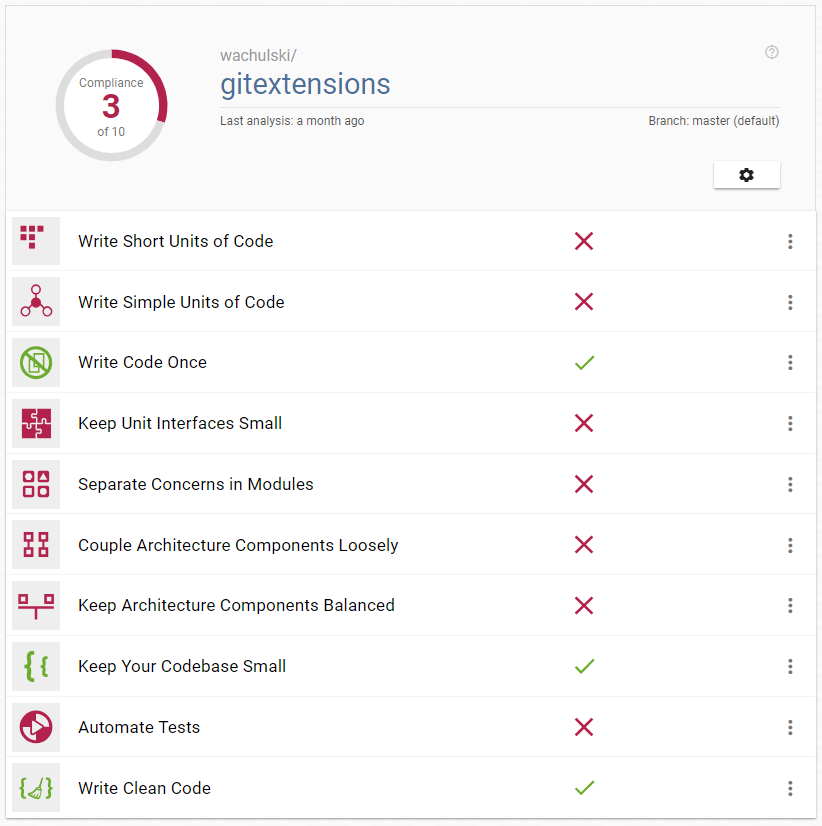 Compliance
3
of 10
wachulski/
gitextensions
Last analysis: a month ago
Branch: master (default)
Write Short Units of Code
Write Simple Units of Code
Write Code Once
Keep Unit Interfaces Small
Separate Concerns in Modules
Couple Architecture Components Loosely
Keep Architecture Components Balanced
Keep Your Codebase Small
Automate Tests
Write Clean Code